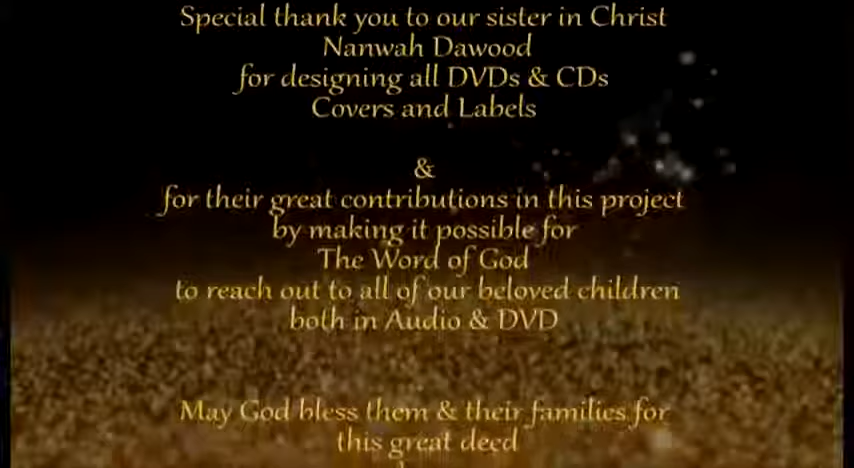 Special thank you to our sister in Christ
Nanwah Dawood
for designing all DVDs & CDs
Covers and Labels
&
for their great contributions in this project
by making it possible for
The Word of God
to reach out to all of our beloved children
both in Audio & DVD
May God bless them & their families for
this great deed